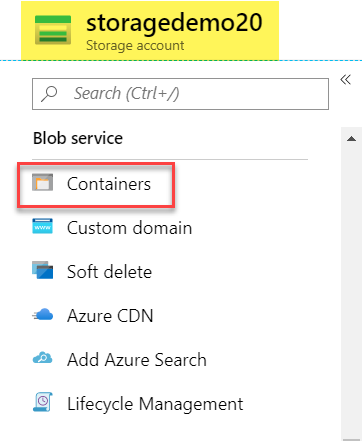 storagedemo20
Storage account
Search (Ctrl+/)
Blob service
Containers
www
Custom domain
Soft delete
Azure CDN
Add Azure Search
Lifecycle Management